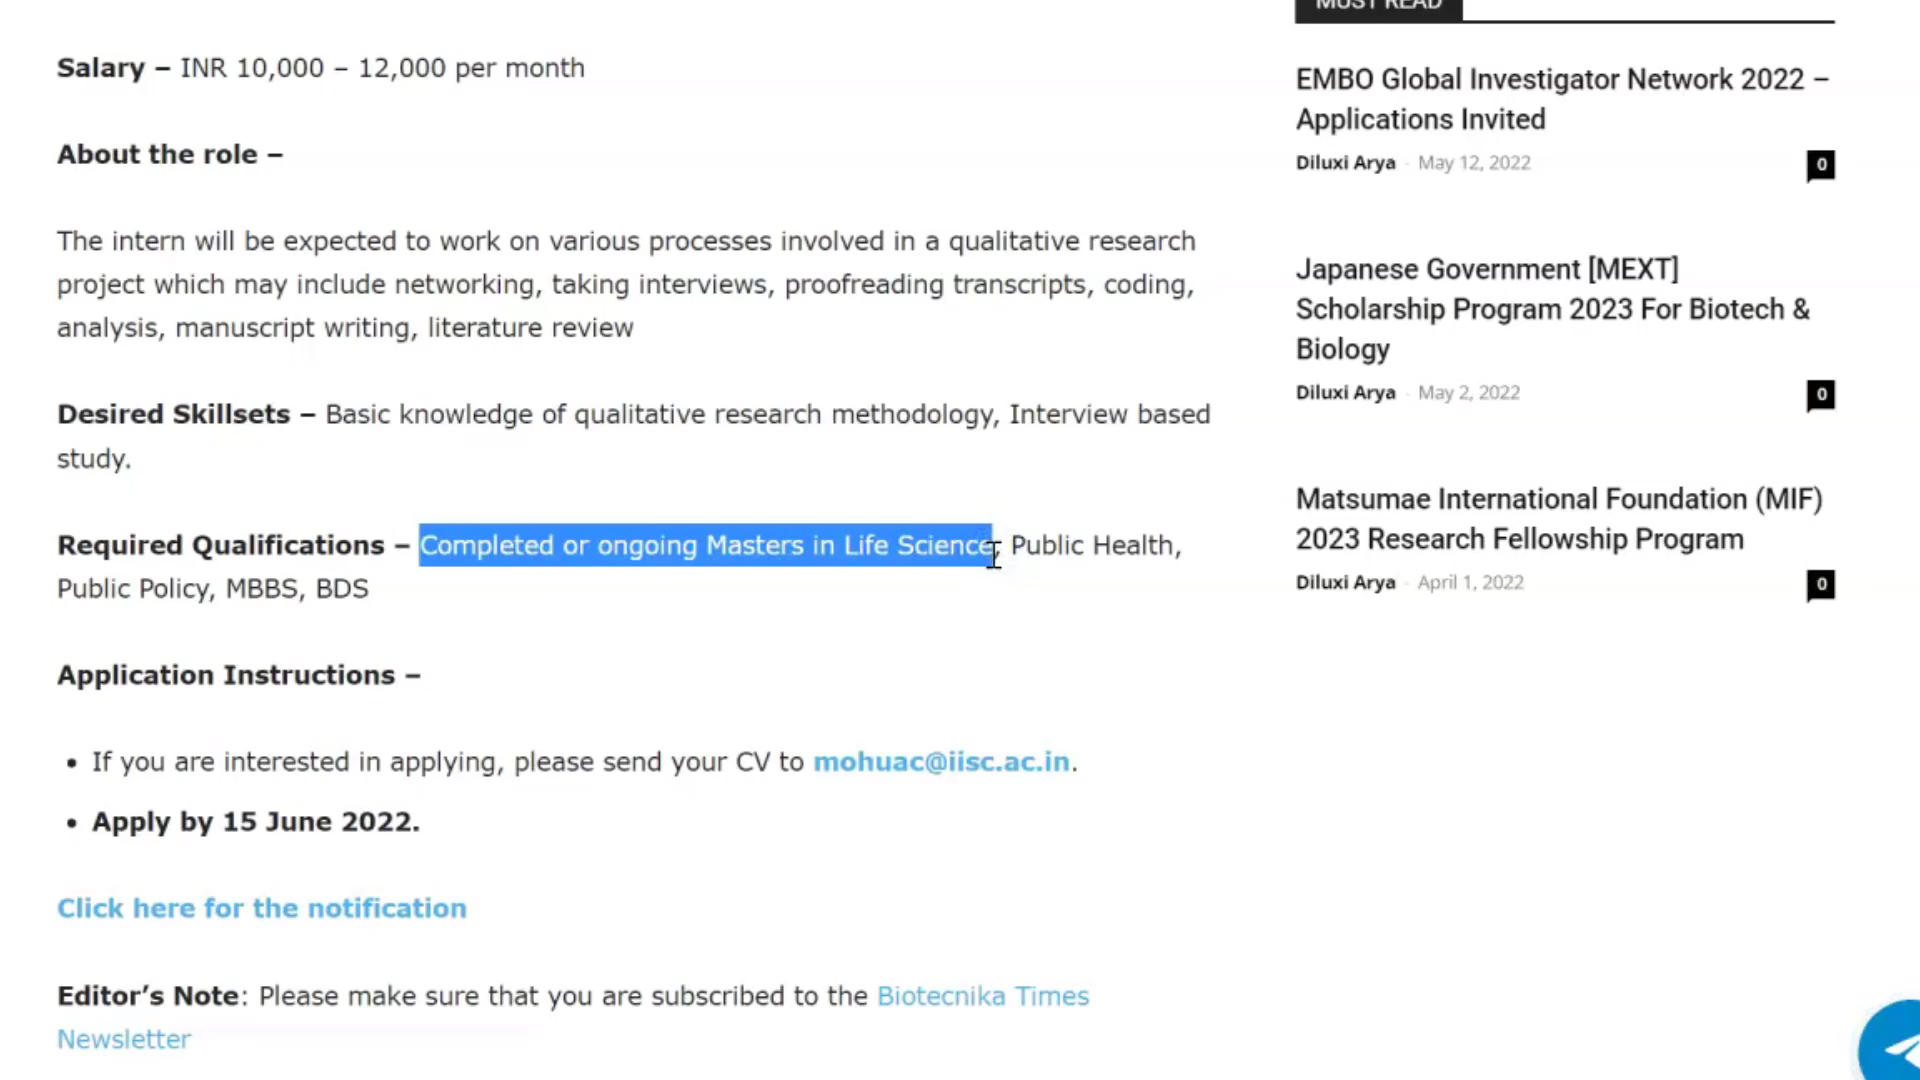 MUST READ
Salary – INR 10,000 – 12,000 per month
About the role –
The intern will be expected to work on various processes involved in a qualitative research
project which may include networking, taking interviews, proofreading transcripts, coding,
analysis, manuscript writing, literature review
Desired Skillsets – Basic knowledge of qualitative research methodology, Interview based
study.
Required Qualifications – Completed or ongoing Masters in Life Science, Public Health,
Public Policy, MBBS, BDS
Application Instructions –
• If you are interested in applying, please send your CV to mohuac@iisc.ac.in.
• Apply by 15 June 2022.
Click here for the notification
Editor’s Note: Please make sure that you are subscribed to the Biotecnika Times
Newsletter
EMBO Global Investigator Network 2022 –
Applications Invited
Diluxi Arya - May 12, 2022
0
Japanese Government [MEXT]
Scholarship Program 2023 For Biotech &
Biology
Diluxi Arya - May 2, 2022
0
Matsumae International Foundation (MIF)
2023 Research Fellowship Program
Diluxi Arya - April 1, 2022
0